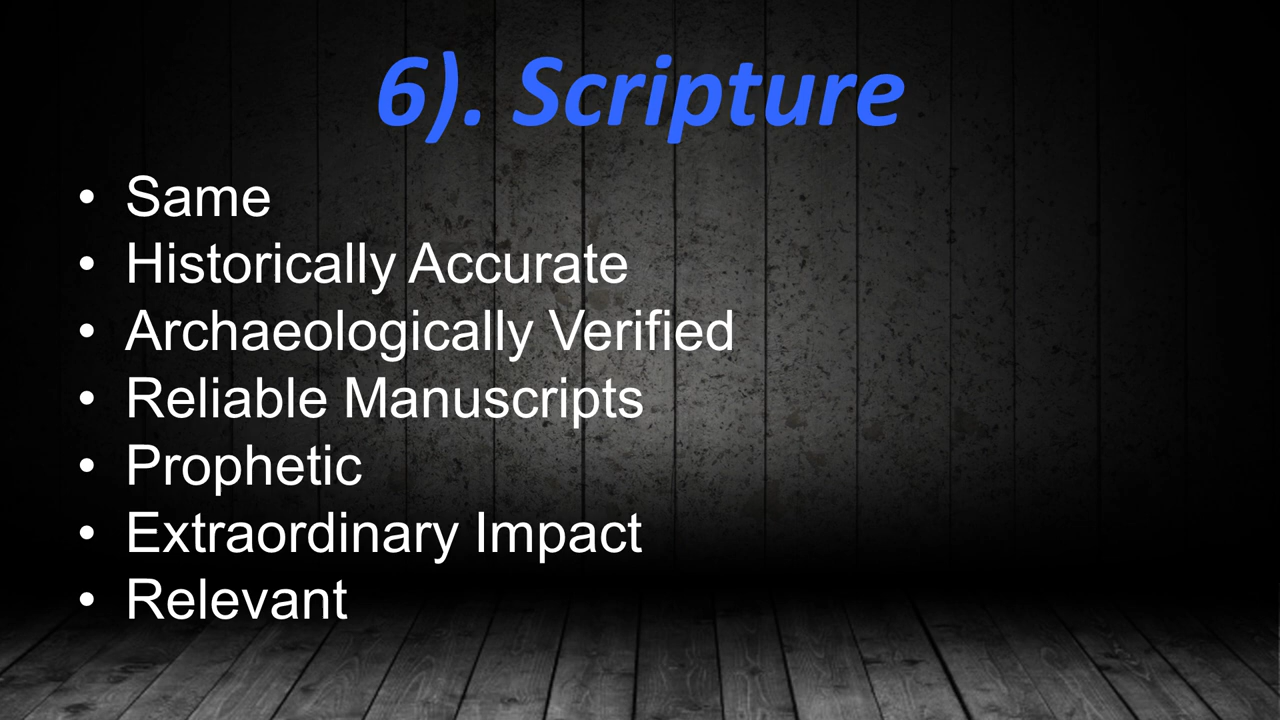 6). Scripture
• Same
• Historically Accurate
• Archaeologically Verified
• Reliable Manuscripts
• Prophetic
• Extraordinary Impact
• Relevant